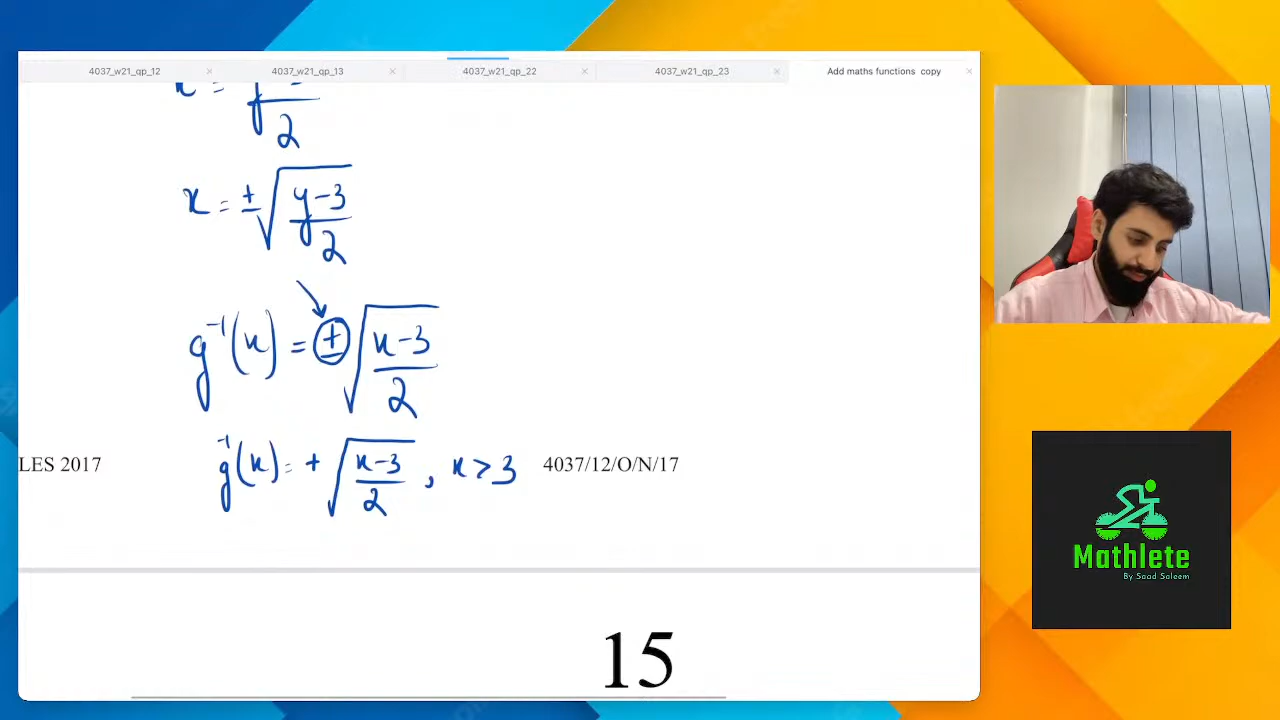 4037_w21_qp_12 × 4037_w21_qp_13 × 4037_w21_qp_22 × 4037_w21_qp_23 × Add maths functions copy ×
2
x = ±√((y-3)/2)
g⁻¹(x) = ±√((x-3)/2)
LES 2017
g⁻¹(x) = +√((x-3)/2), x > 3
4037/12/O/N/17
15
Mathlete
By Saad Saleem